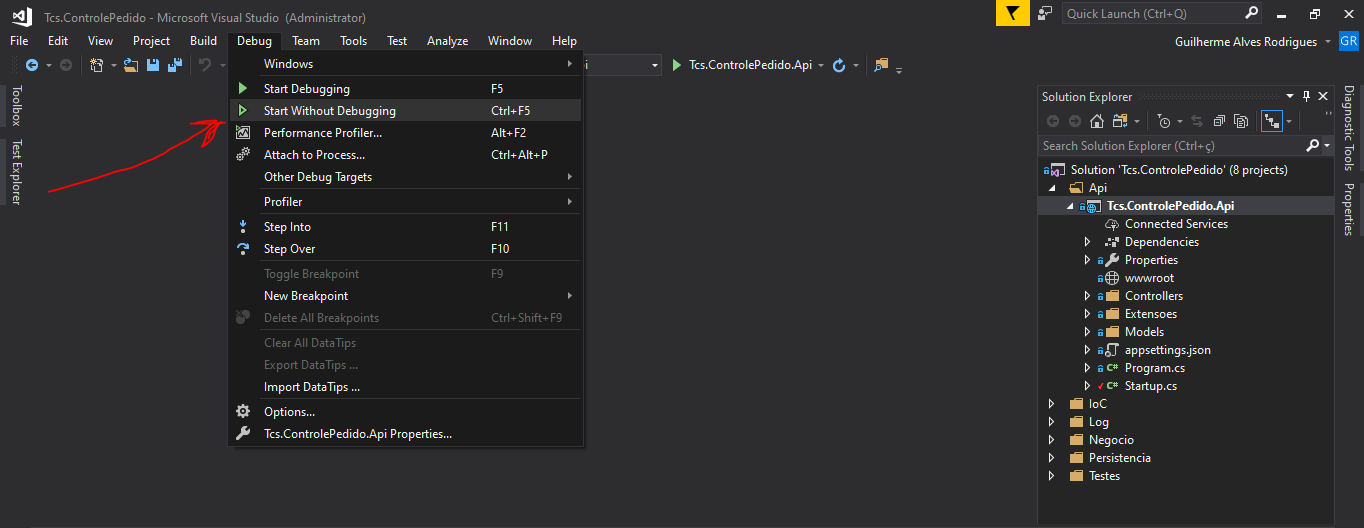 Tcs.ControlePedido - Microsoft Visual Studio (Administrator)
Quick Launch (Ctrl+Q)
File Edit View Project Build Debug Team Tools Test Analyze Window Help
Guilherme Alves Rodrigues GR
Tcs.ControlePedido.Api
Toolbox
Test Explorer
Windows
Start Debugging F5
Start Without Debugging Ctrl+F5
Performance Profiler... Alt+F2
Attach to Process... Ctrl+Alt+P
Other Debug Targets
Profiler
Step Into F11
Step Over F10
Toggle Breakpoint F9
New Breakpoint
Delete All Breakpoints Ctrl+Shift+F9
Clear All DataTips
Export DataTips ...
Import DataTips ...
Options...
Tcs.ControlePedido.Api Properties...
Solution Explorer
Search Solution Explorer (Ctrl+ç)
Solution 'Tcs.ControlePedido' (8 projects)
Api
Tcs.ControlePedido.Api
Connected Services
Dependencies
Properties
wwwroot
Controllers
Extensoes
Models
appsettings.json
C# Program.cs
C# Startup.cs
IoC
Log
Negocio
Persistencia
Testes
Diagnostic Tools
Properties